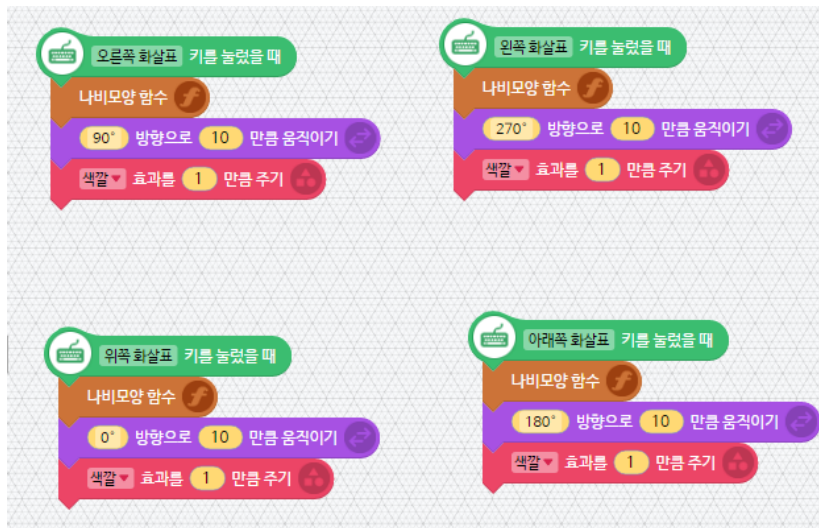 오른쪽 화살표 키를 눌렀을 때
나비모양 함수 f
90° 방향으로 10 만큼 움직이기
색깔 효과를 1 만큼 주기
왼쪽 화살표 키를 눌렀을 때
나비모양 함수 f
270° 방향으로 10 만큼 움직이기
색깔 효과를 1 만큼 주기
위쪽 화살표 키를 눌렀을 때
나비모양 함수 f
0° 방향으로 10 만큼 움직이기
색깔 효과를 1 만큼 주기
아래쪽 화살표 키를 눌렀을 때
나비모양 함수 f
180° 방향으로 10 만큼 움직이기
색깔 효과를 1 만큼 주기